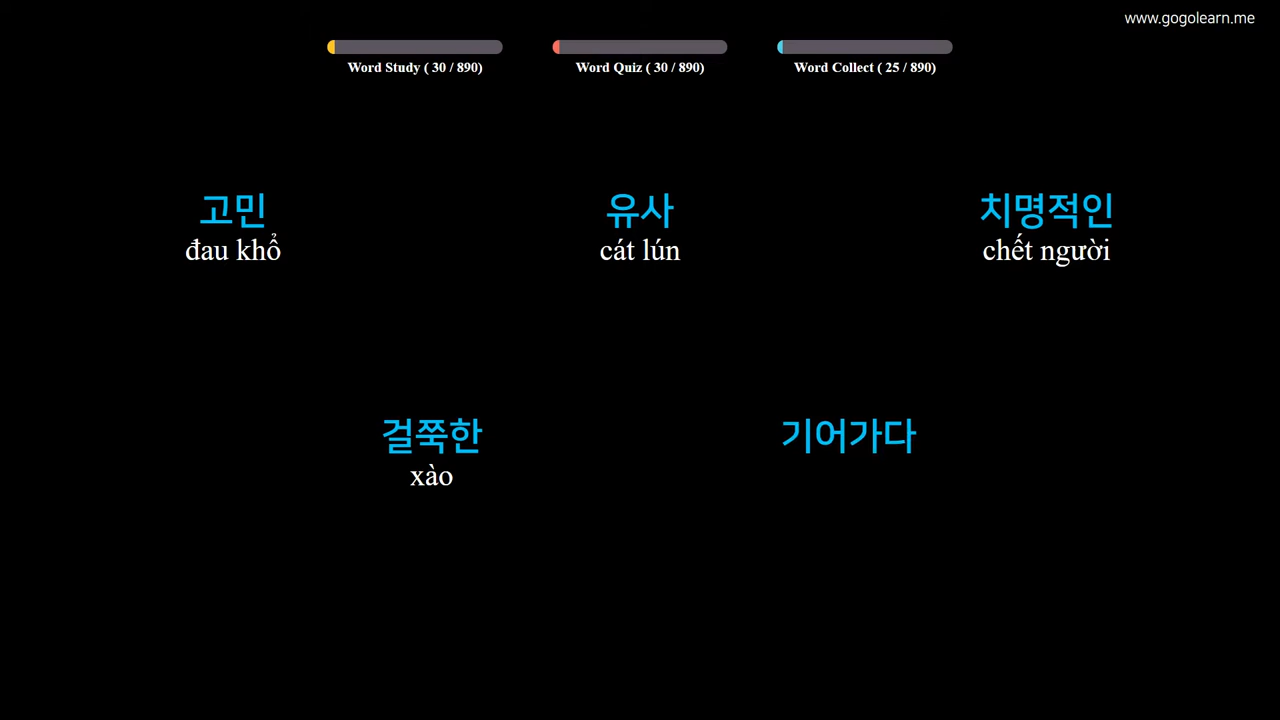 www.gogolearn.me
Word Study ( 30 / 890)
Word Quiz ( 30 / 890)
Word Collect ( 25 / 890)
고민
đau khổ
유사
cát lún
치명적인
chết người
걸쭉한
xào
기어가다